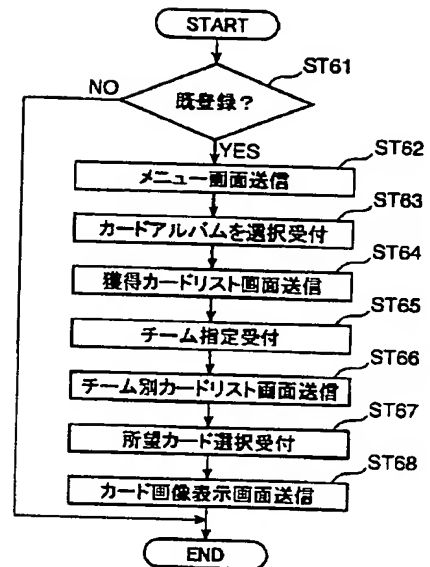 START
ST61
NO
既登録?
YES
ST62
メニュー画面送信
ST63
カードアルバムを選択受付
ST64
獲得カードリスト画面送信
ST65
チーム指定受付
ST66
チーム別カードリスト画面送信
ST67
所望カード選択受付
ST68
カード画像表示画面送信
END